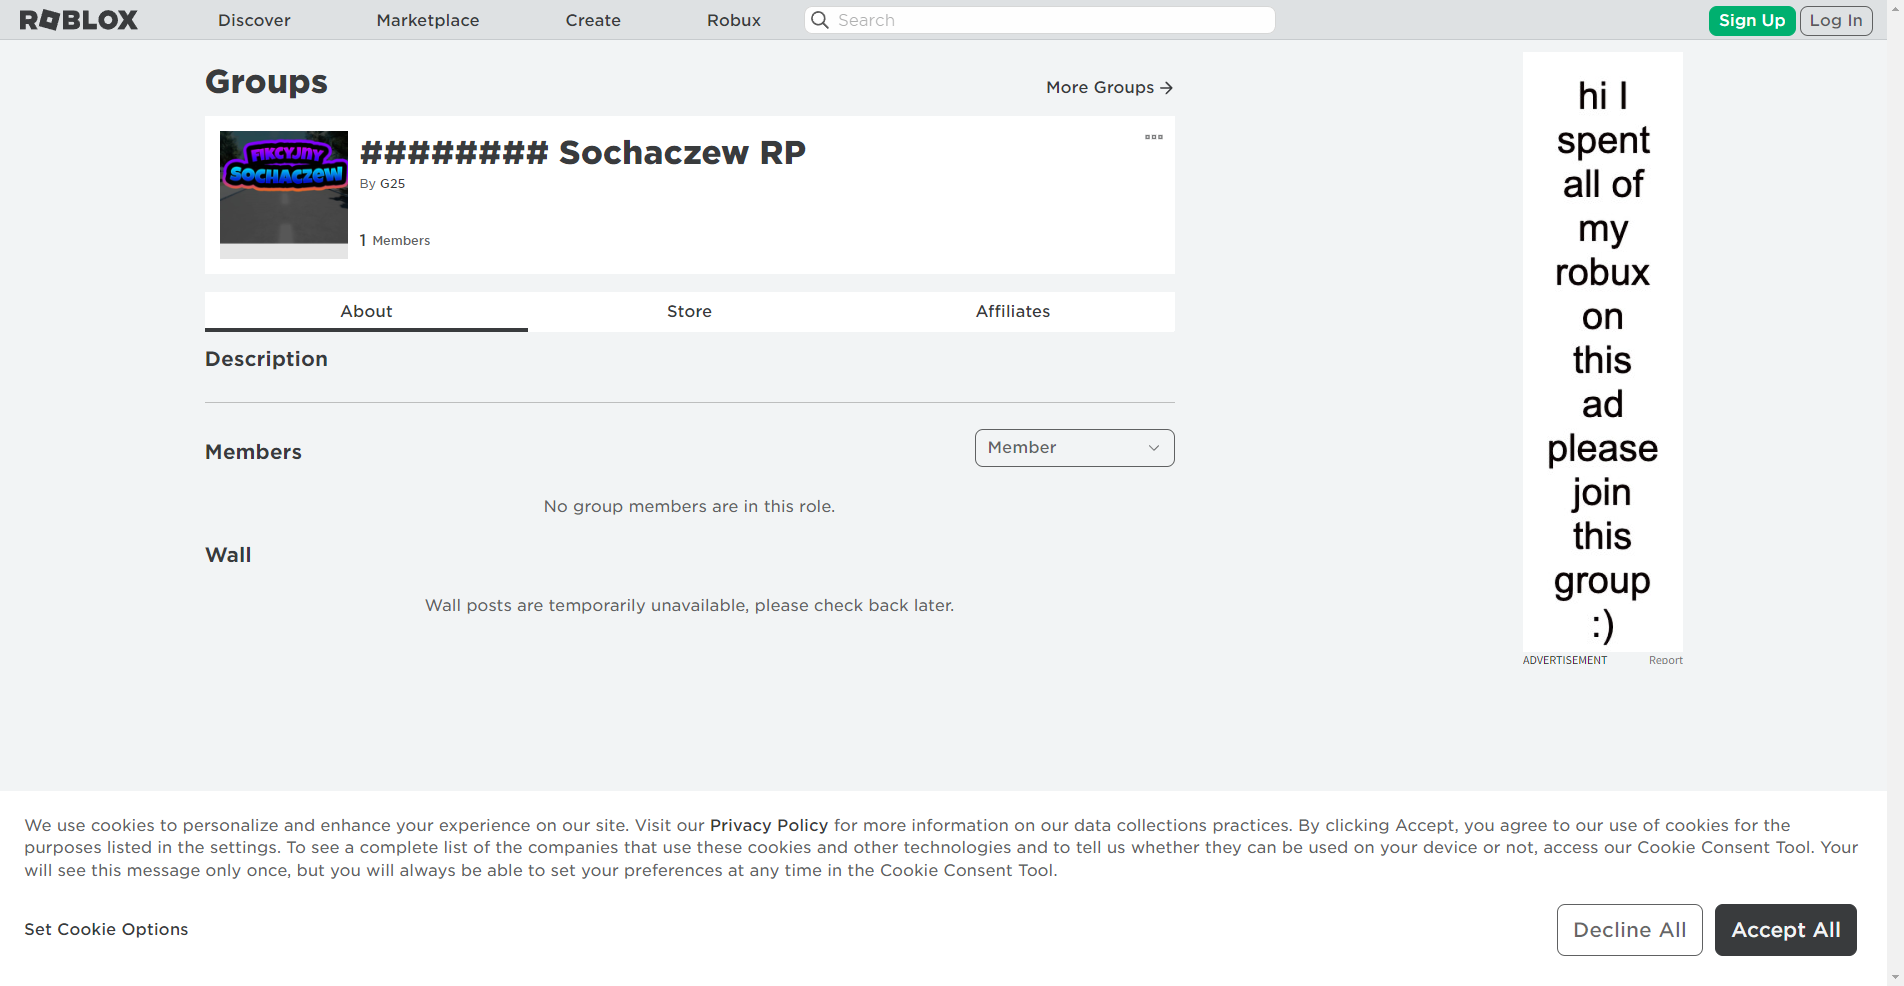 ROBLOX
Discover
Marketplace
Create
Robux
Search
Sign Up
Log In
Groups
More Groups
FIKCYJNY
SOCHACZEW
######## Sochaczew RP
By G25
1 Members
About
Store
Affiliates
Description
Members
Member
No group members are in this role.
Wall
Wall posts are temporarily unavailable, please check back later.
hi I
spent
all of
my
robux
on
this
ad
please
join
this
group
:)
ADVERTISEMENT
Report
We use cookies to personalize and enhance your experience on our site. Visit our Privacy Policy for more information on our data collections practices. By clicking Accept, you agree to our use of cookies for the
purposes listed in the settings. To see a complete list of the companies that use these cookies and other technologies and to tell us whether they can be used on your device or not, access our Cookie Consent Tool. Your
will see this message only once, but you will always be able to set your preferences at any time in the Cookie Consent Tool.
Set Cookie Options
Decline All
Accept All